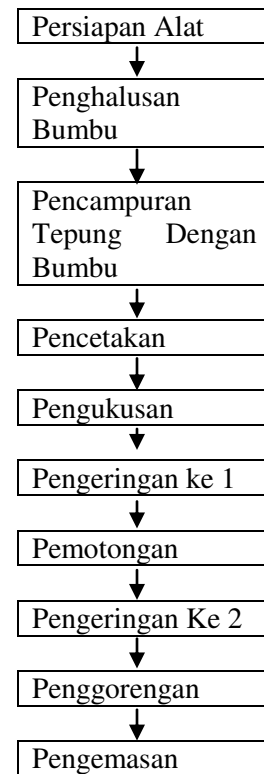 Persiapan Alat
Penghalusan
Bumbu
Pencampuran
Tepung Dengan
Bumbu
Pencetakan
Pengukusan
Pengeringan ke 1
Pemotongan
Pengeringan Ke 2
Penggorengan
Pengemasan